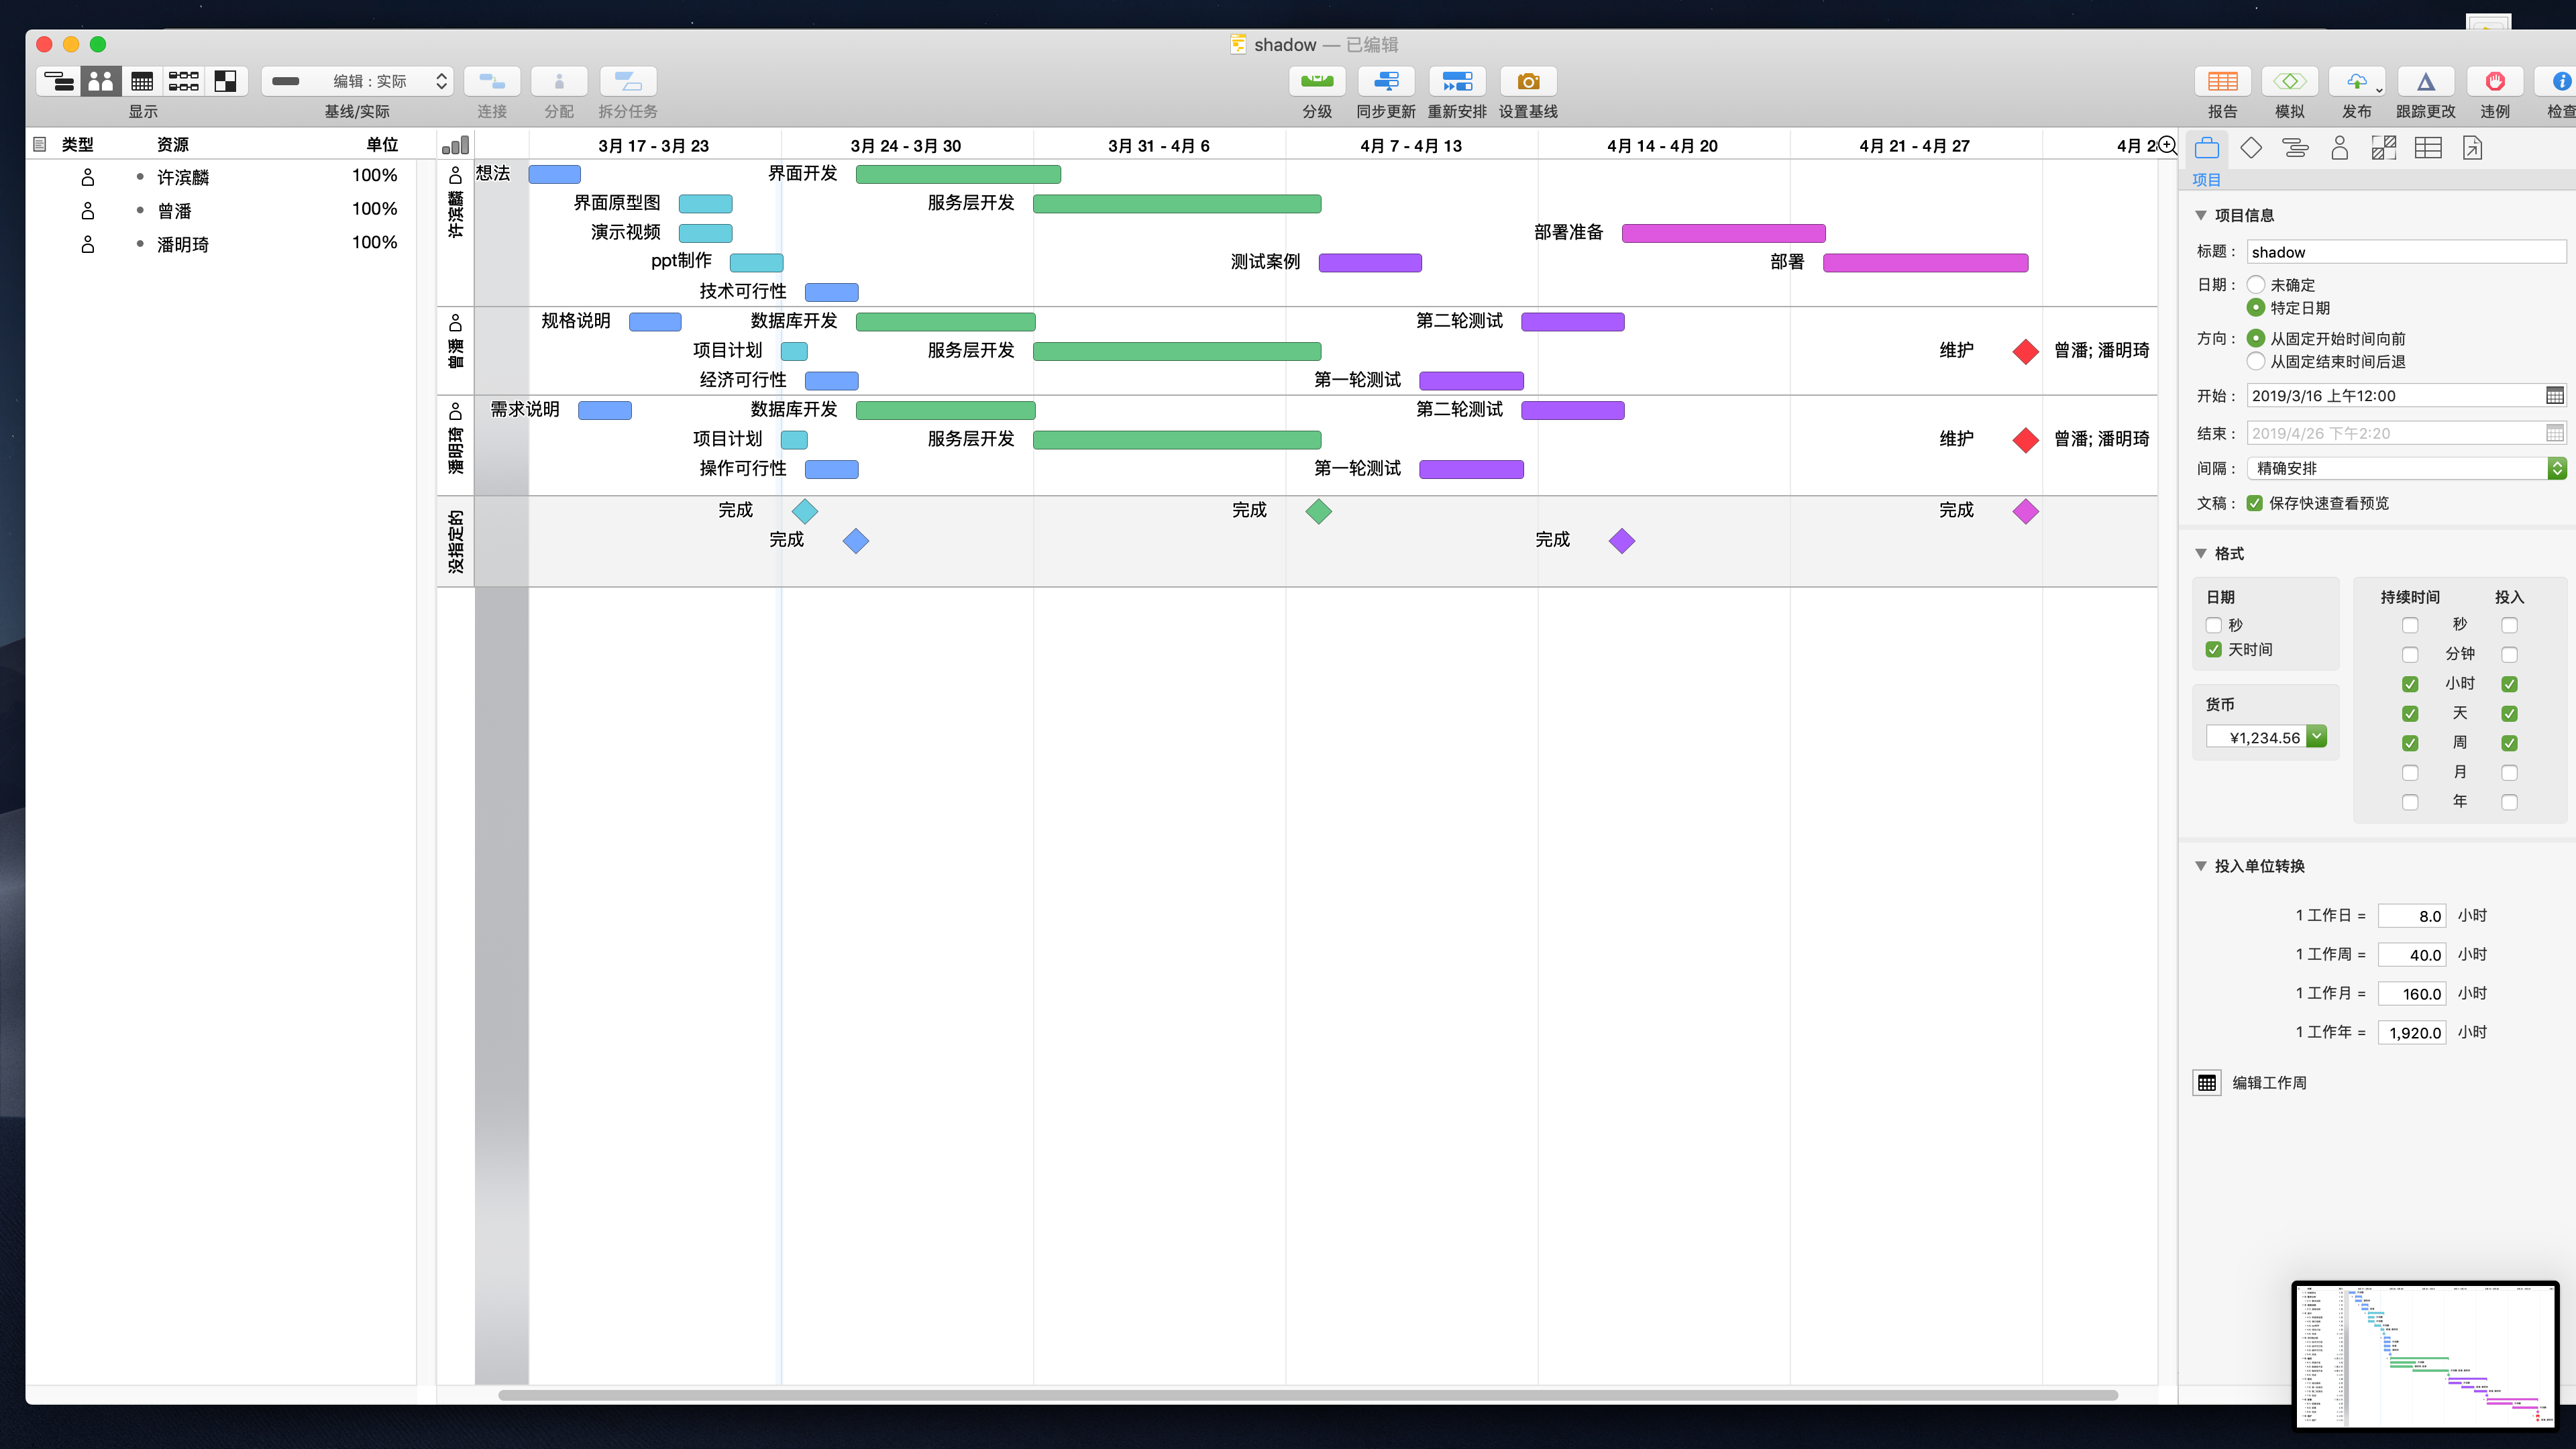 shadow — 已编辑
编辑 : 实际
显示
基线/实际
连接
分配
拆分任务
分级
同步更新
重新安排
设置基线
报告
模拟
发布
跟踪更改
违例
检查
类型 资源 单位
许滨麟 100%
曾潘 100%
潘明琦 100%
3月 17 - 3月 23
3月 24 - 3月 30
3月 31 - 4月 6
4月 7 - 4月 13
4月 14 - 4月 20
4月 21 - 4月 27
4月 2
许滨麟
想法
界面开发
界面原型图
服务层开发
演示视频
部署准备
ppt制作
测试案例
部署
技术可行性
曾潘
规格说明
数据库开发
第二轮测试
项目计划
服务层开发
维护
曾潘; 潘明琦
经济可行性
第一轮测试
潘明琦
需求说明
数据库开发
第二轮测试
项目计划
服务层开发
维护
曾潘; 潘明琦
操作可行性
第一轮测试
没指定的
完成
完成
完成
完成
完成
项目
项目信息
标题 : shadow
日期 : 未确定
特定日期
方向 : 从固定开始时间向前
从固定结束时间后退
开始 : 2019/3/16 上午12:00
结束 : 2019/4/26 下午2:20
间隔 : 精确安排
文稿 : 保存快速查看预览
格式
日期
秒
天时间
货币
¥1,234.56
持续时间 投入
秒
分钟
小时
天
周
月
年
投入单位转换
1 工作日 = 8.0 小时
1 工作周 = 40.0 小时
1 工作月 = 160.0 小时
1 工作年 = 1,920.0 小时
编辑工作周